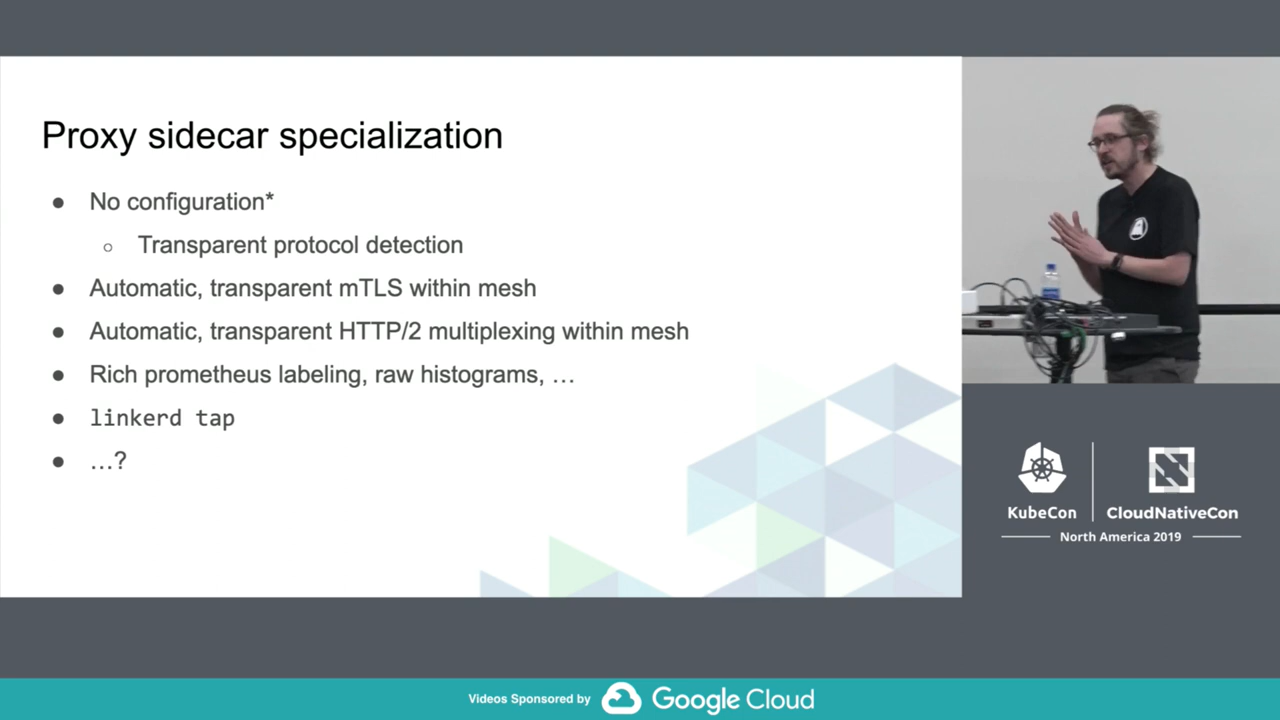 Proxy sidecar specialization
● No configuration*
○ Transparent protocol detection
● Automatic, transparent mTLS within mesh
● Automatic, transparent HTTP/2 multiplexing within mesh
● Rich prometheus labeling, raw histograms, …
● linkerd tap
● …?
KubeCon
CloudNativeCon
North America 2019
Videos Sponsored by Google Cloud